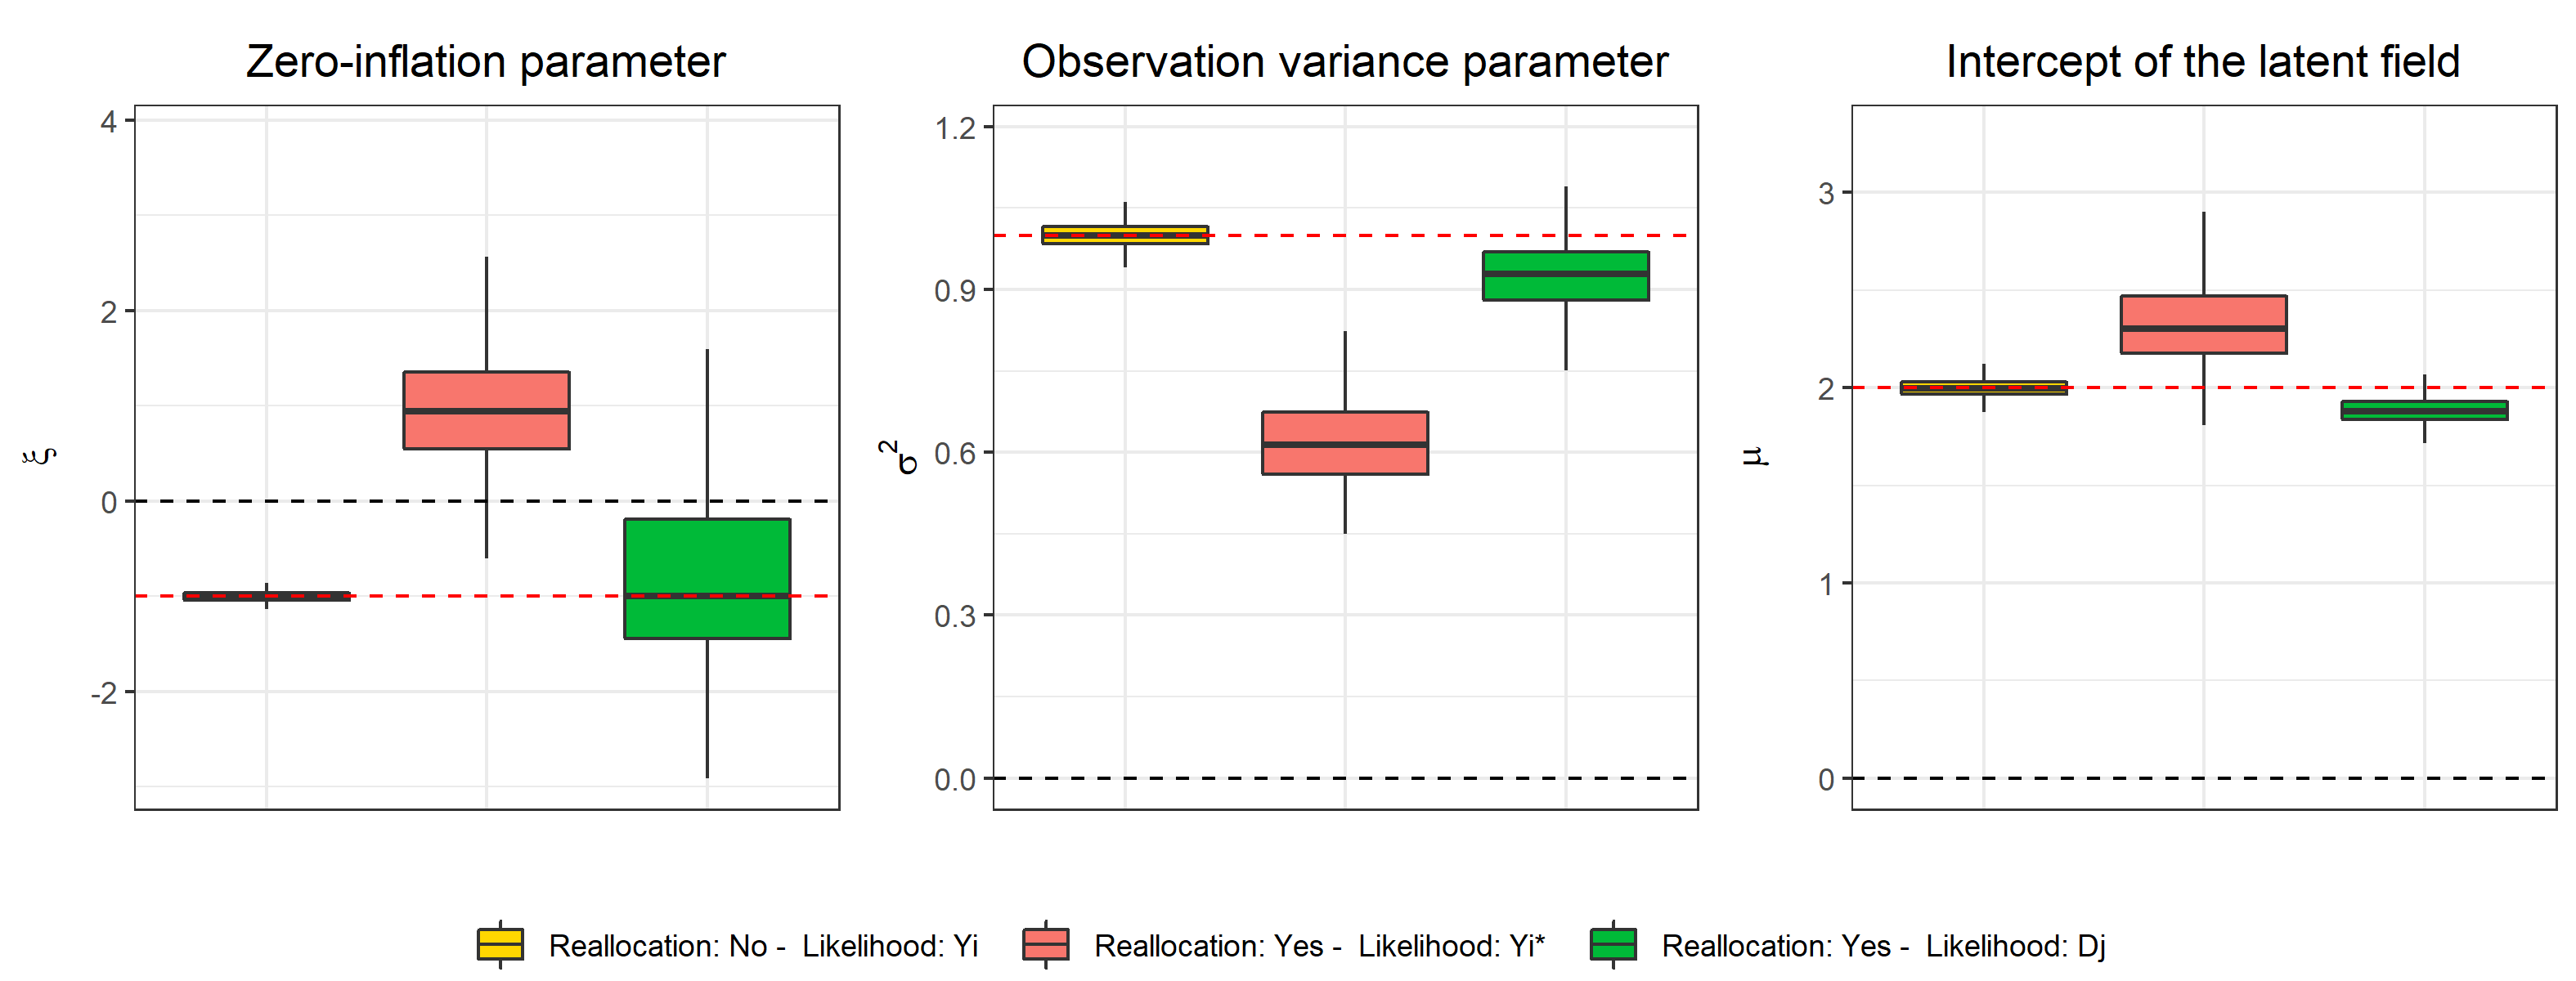 Zero-inflation parameter
Observation variance parameter
Intercept of the latent field
ξ
4
2
0
-2
σ²
1.2
0.9
0.6
0.3
0.0
μ
3
2
1
0
Reallocation: No - Likelihood: Yi
Reallocation: Yes - Likelihood: Yi*
Reallocation: Yes - Likelihood: Dj